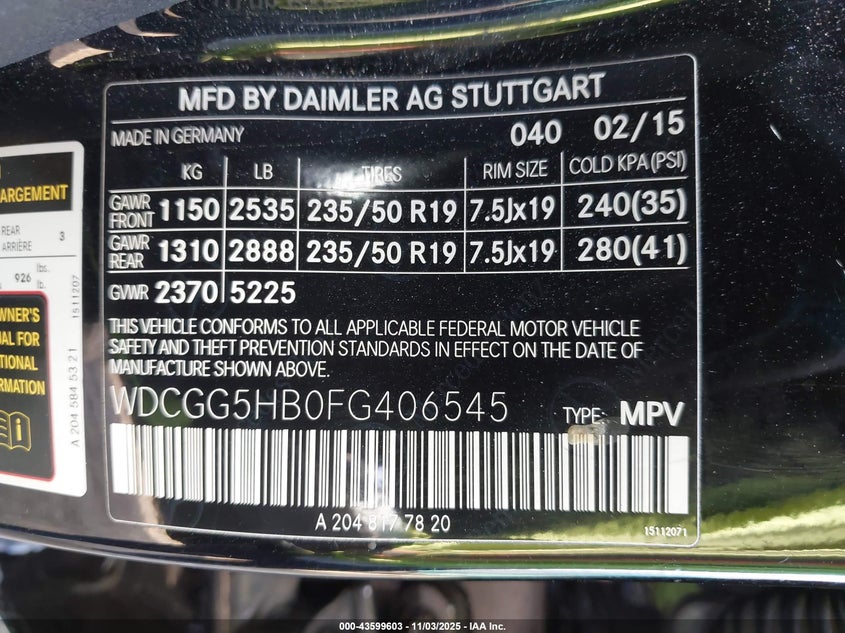 MFD BY DAIMLER AG STUTTGART
MADE IN GERMANY 040 02/15
KG LB TIRES RIM SIZE COLD KPA (PSI)
GAWR FRONT 1150 2535 235/50 R19 7.5Jx19 240(35)
GAWR REAR 1310 2888 235/50 R19 7.5Jx19 280(41)
GVWR 2370 5225
THIS VEHICLE CONFORMS TO ALL APPLICABLE FEDERAL MOTOR VEHICLE
SAFETY AND THEFT PREVENTION STANDARDS IN EFFECT ON THE DATE OF
MANUFACTURE SHOWN ABOVE.
WDCGG5HB0FG406545 TYPE: MPV
A 204 817 78 20
15112071
ARGEMENT
REAR
ARRIÈRE 3
926 lbs.
lb.
1511207
WNER'S
UAL FOR
TIONAL
ORMATION
A 204 584 53 21
000-43599603 - 11/03/2025 - IAA Inc.